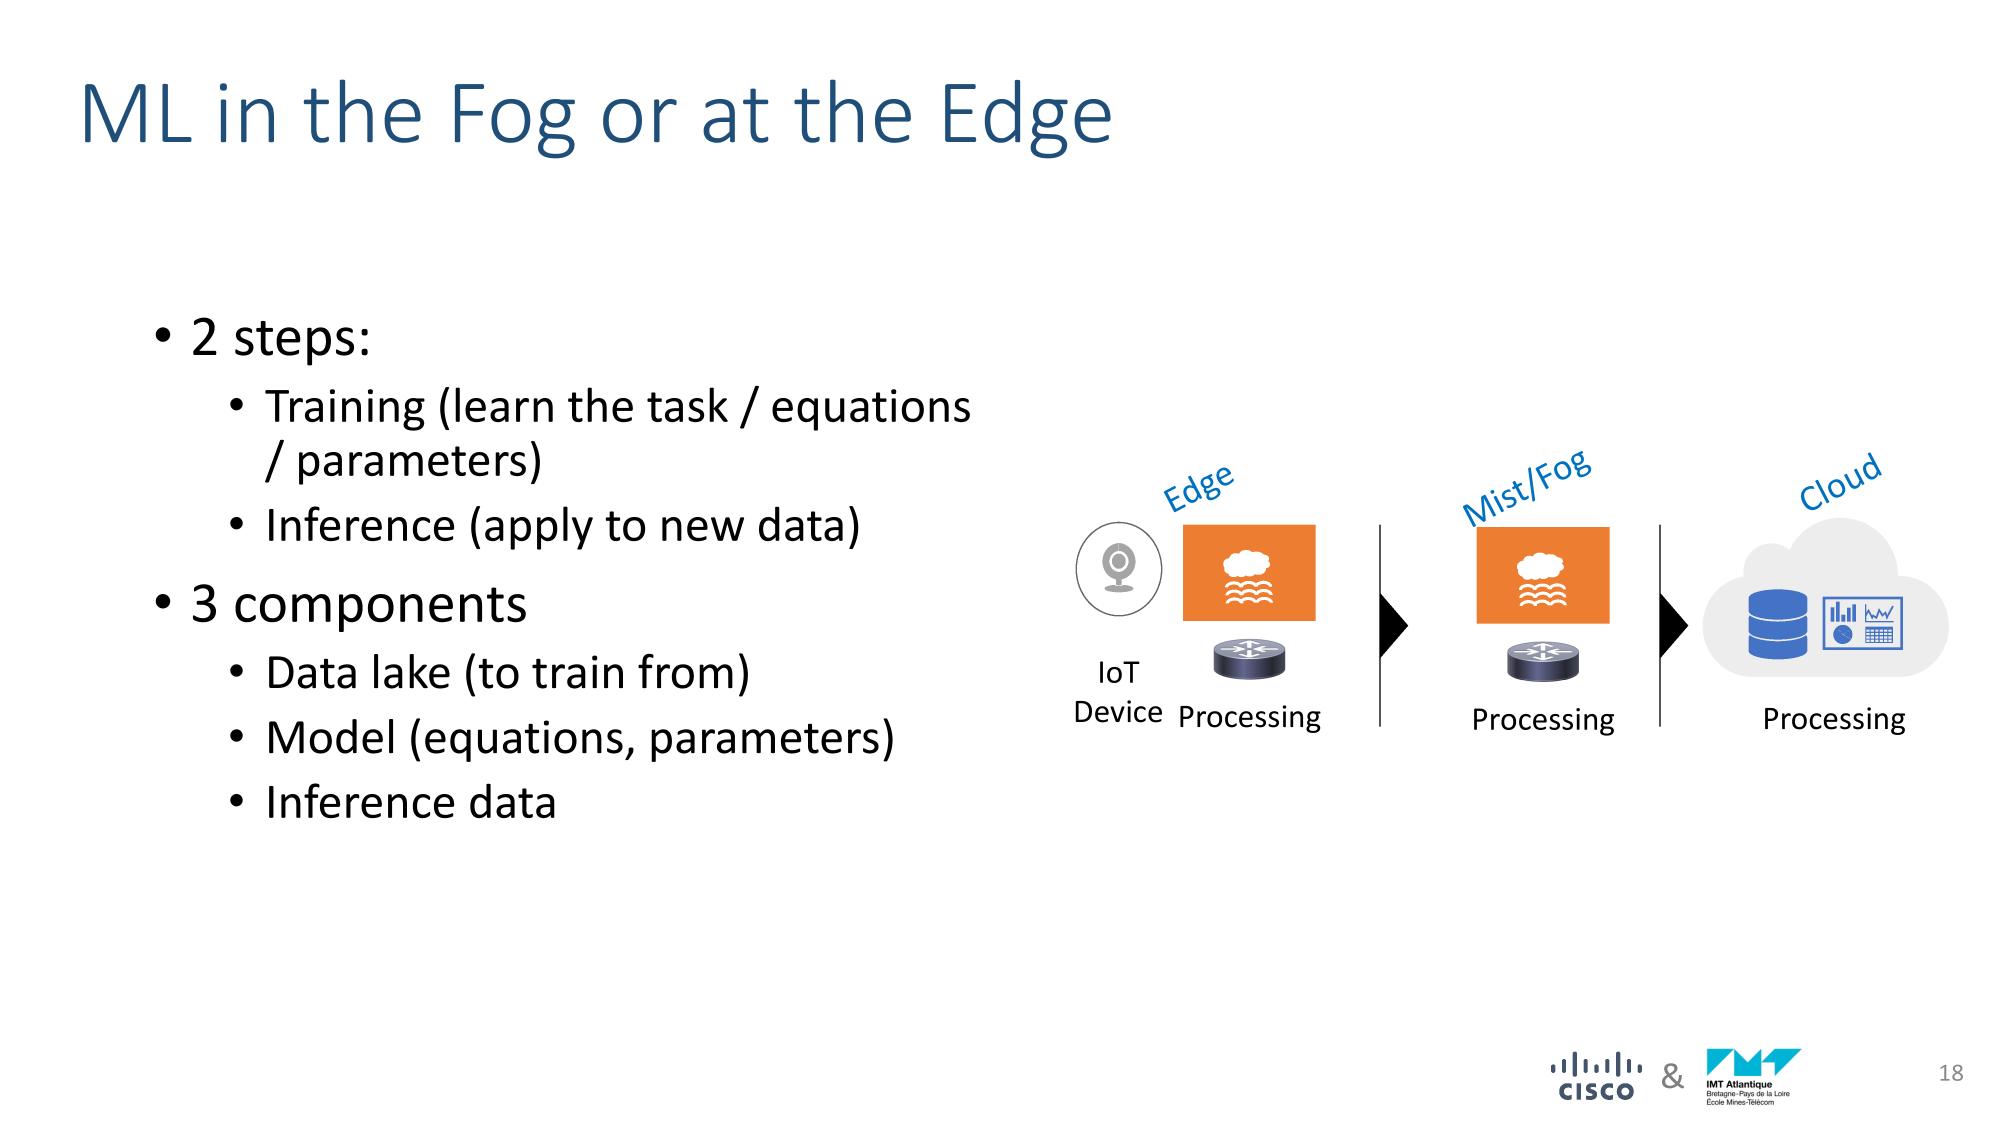 ML in the Fog or at the Edge
• 2 steps:
• Training (learn the task / equations
/ parameters)
• Inference (apply to new data)
• 3 components
• Data lake (to train from)
• Model (equations, parameters)
• Inference data
Edge
Mist/Fog
Cloud
IoT
Device
Processing
Processing
Processing
CISCO
&
IMT Atlantique
Bretagne-Pays de la Loire
École Mines-Télécom
18